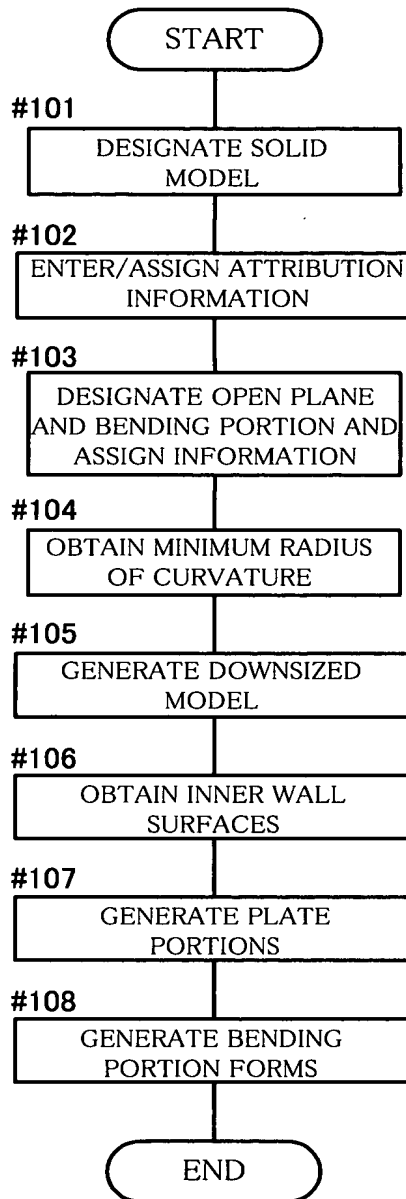 START
#101
DESIGNATE SOLID
MODEL
#102
ENTER/ASSIGN ATTRIBUTION
INFORMATION
#103
DESIGNATE OPEN PLANE
AND BENDING PORTION AND
ASSIGN INFORMATION
#104
OBTAIN MINIMUM RADIUS
OF CURVATURE
#105
GENERATE DOWNSIZED
MODEL
#106
OBTAIN INNER WALL
SURFACES
#107
GENERATE PLATE
PORTIONS
#108
GENERATE BENDING
PORTION FORMS
END